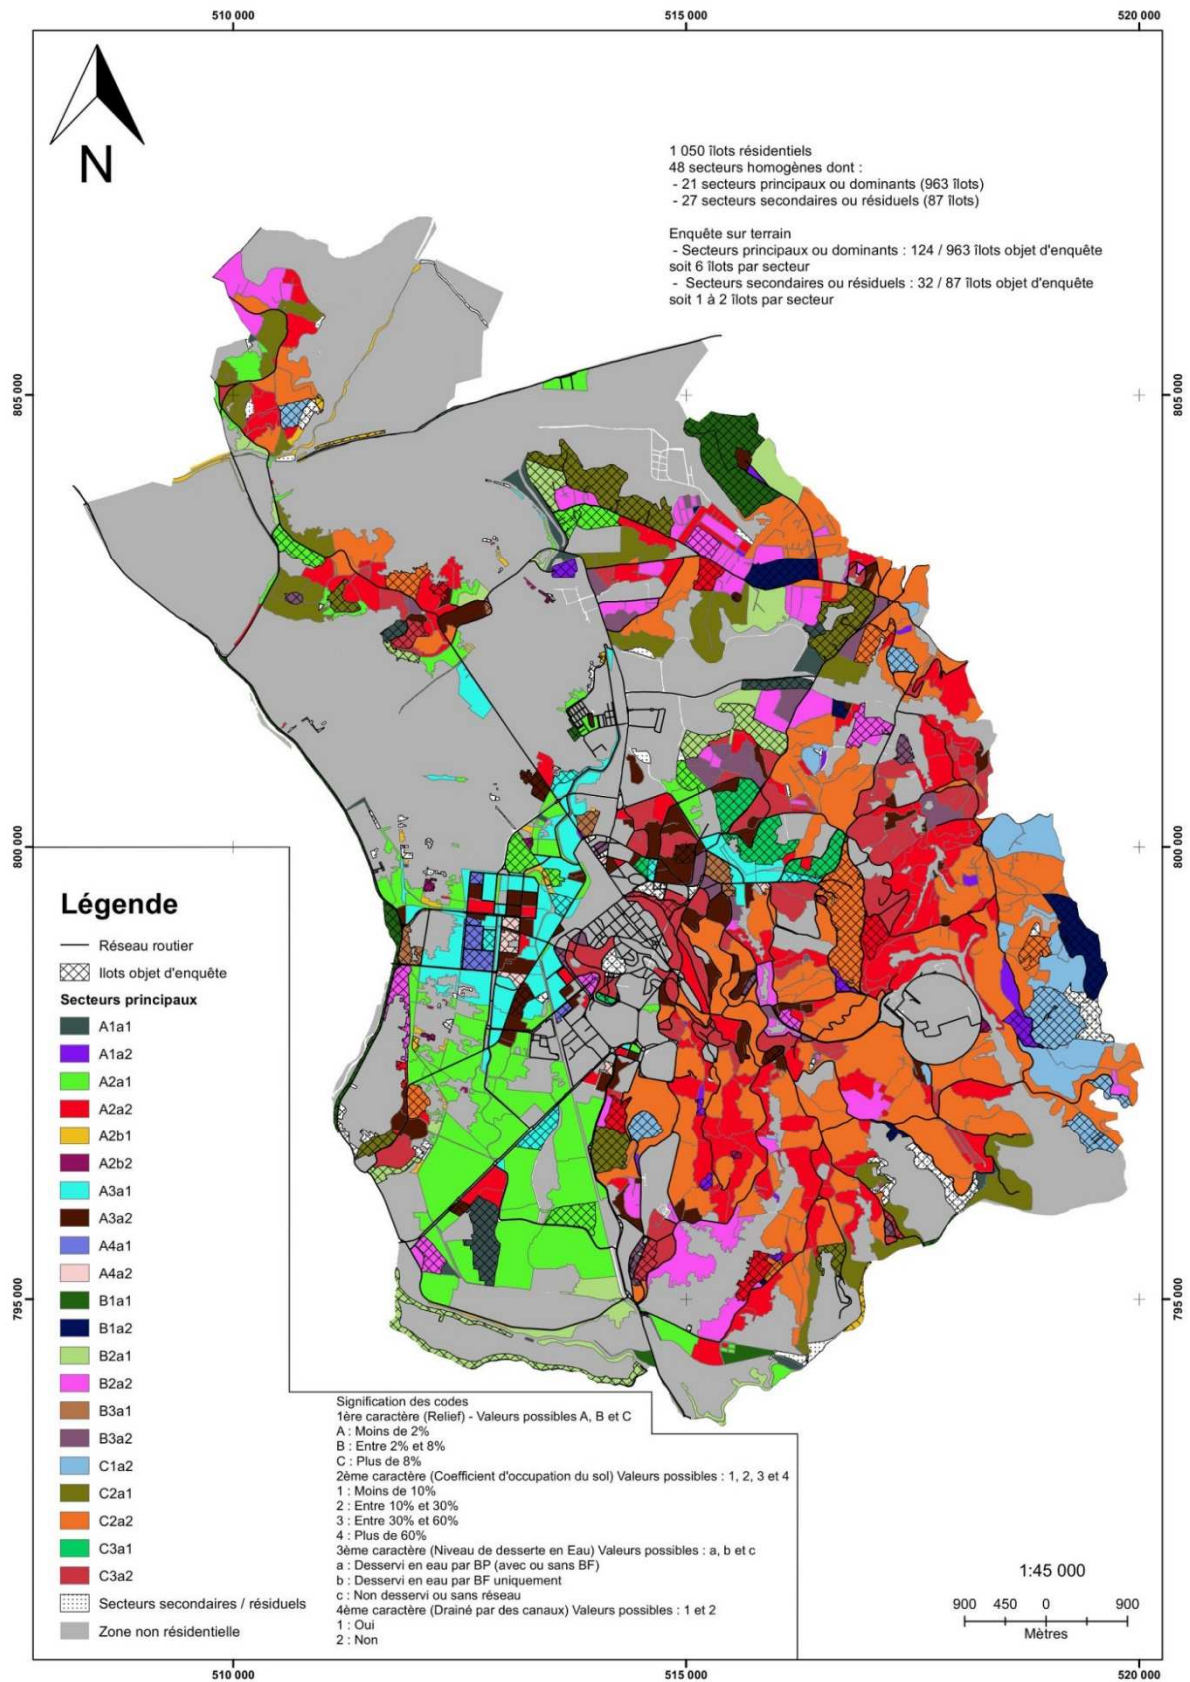 510 000
515 000
520 000
N
1 050 îlots résidentiels
48 secteurs homogènes dont :
- 21 secteurs principaux ou dominants (963 îlots)
- 27 secteurs secondaires ou résiduels (87 îlots)
Enquête sur terrain
- Secteurs principaux ou dominants : 124 / 963 îlots objet d'enquête
soit 6 îlots par secteur
- Secteurs secondaires ou résiduels : 32 / 87 îlots objet d'enquête
soit 1 à 2 îlots par secteur
805 000
805 000
800 000
800 000
795 000
795 000
Légende
Réseau routier
Ilots objet d'enquête
Secteurs principaux
A1a1
A1a2
A2a1
A2a2
A2b1
A2b2
A3a1
A3a2
A4a1
A4a2
B1a1
B1a2
B2a1
B2a2
B3a1
B3a2
C1a2
C2a1
C2a2
C3a1
C3a2
Secteurs secondaires / résiduels
Zone non résidentielle
Signification des codes
1ère caractère (Relief) - Valeurs possibles A, B et C
A : Moins de 2%
B : Entre 2% et 8%
C : Plus de 8%
2ème caractère (Coefficient d'occupation du sol) Valeurs possibles : 1, 2, 3 et 4
1 : Moins de 10%
2 : Entre 10% et 30%
3 : Entre 30% et 60%
4 : Plus de 60%
3ème caractère (Niveau de desserte en Eau) Valeurs possibles : a, b et c
a : Desservi en eau par BP (avec ou sans BF)
b : Desservi en eau par BF uniquement
c : Non desservi ou sans réseau
4ème caractère (Drainé par des canaux) Valeurs possibles : 1 et 2
1 : Oui
2 : Non
1:45 000
900 450 0 900
Mètres
510 000
515 000
520 000